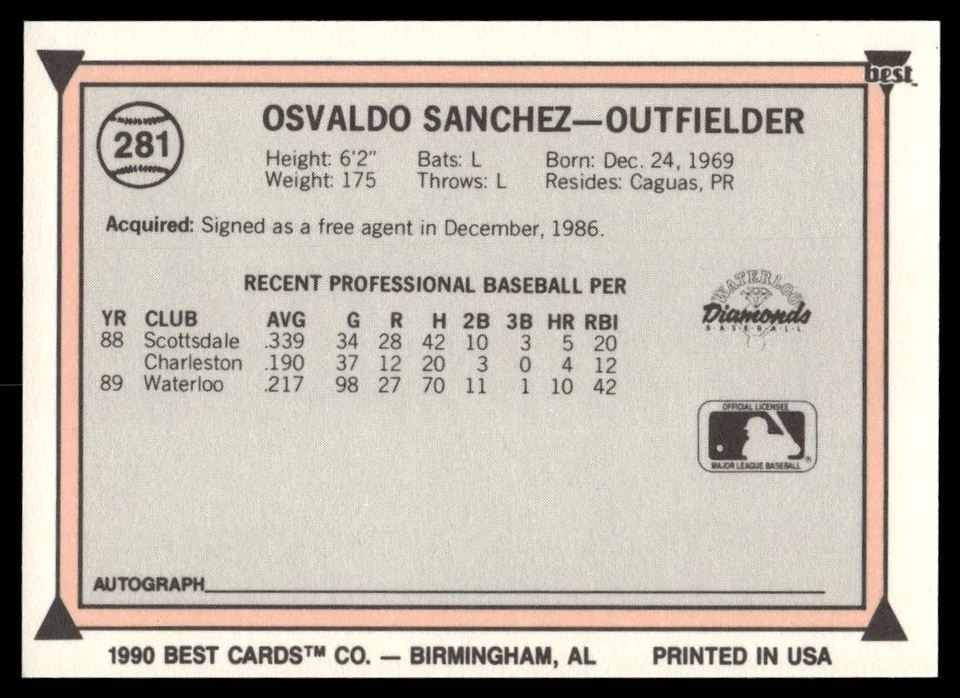 best
281
OSVALDO SANCHEZ—OUTFIELDER
Height: 6'2" Bats: L Born: Dec. 24, 1969
Weight: 175 Throws: L Resides: Caguas, PR
Acquired: Signed as a free agent in December, 1986.
RECENT PROFESSIONAL BASEBALL PER
YR CLUB AVG G R H 2B 3B HR RBI
88 Scottsdale .339 34 28 42 10 3 5 20
Charleston .190 37 12 20 3 0 4 12
89 Waterloo .217 98 27 70 11 1 10 42
WATERLOO
Diamonds
BASEBALL
OFFICIAL LICENSEE
MAJOR LEAGUE BASEBALL
®
AUTOGRAPH
1990 BEST CARDS™ CO. — BIRMINGHAM, AL PRINTED IN USA